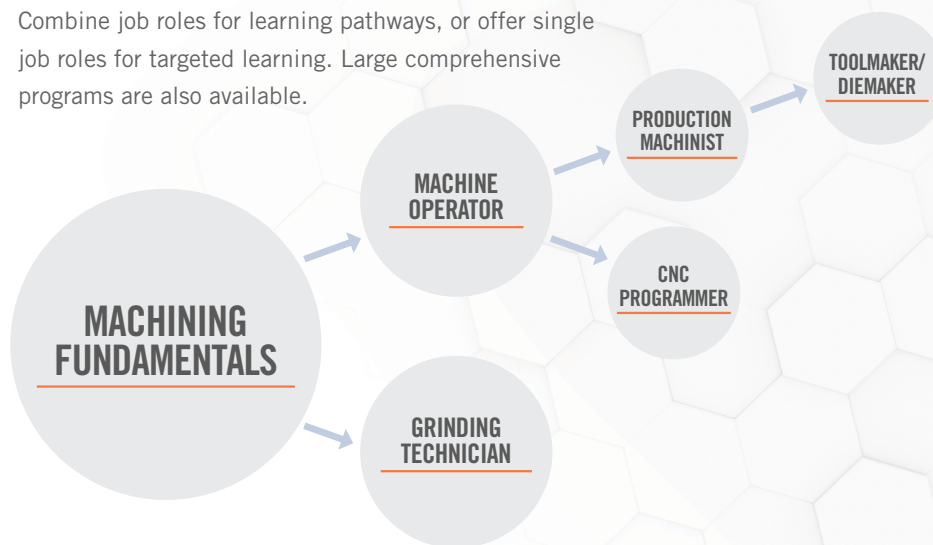 Combine job roles for learning pathways, or offer single
job roles for targeted learning. Large comprehensive
programs are also available.
TOOLMAKER/
DIEMAKER
PRODUCTION
MACHINIST
MACHINE
OPERATOR
CNC
PROGRAMMER
MACHINING
FUNDAMENTALS
GRINDING
TECHNICIAN